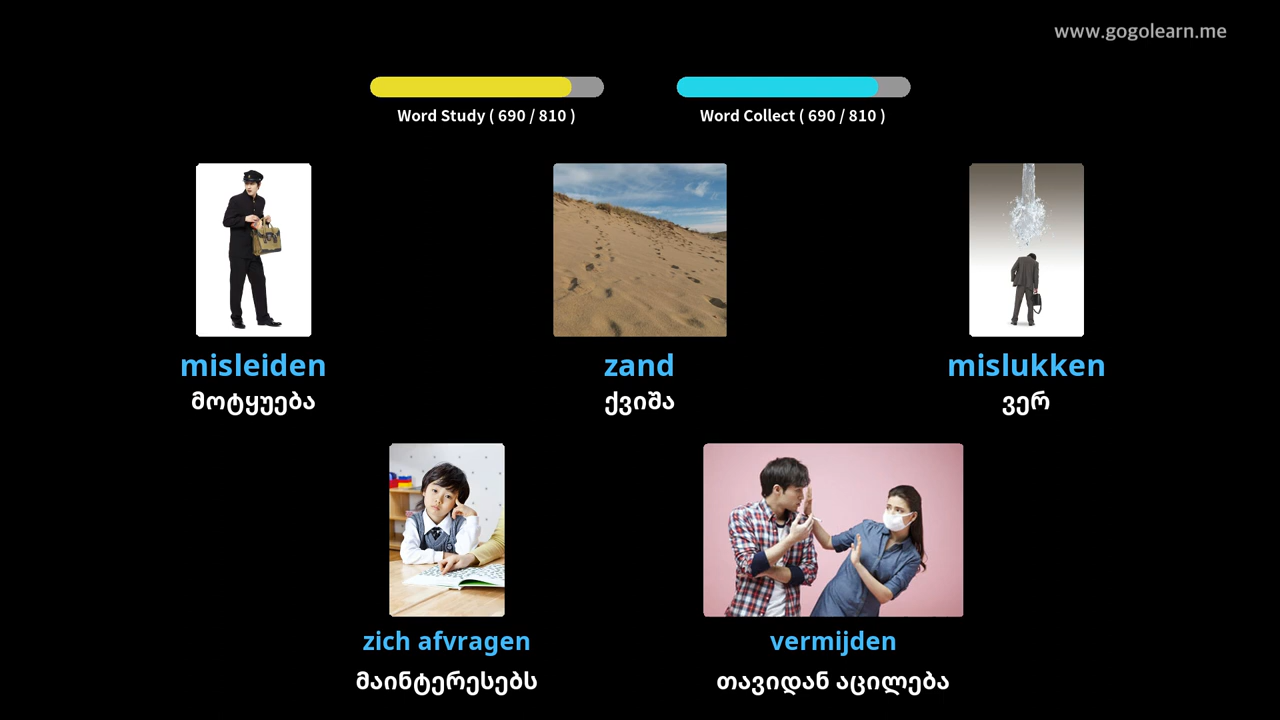 www.gogolearn.me
Word Study ( 690 / 810 )
Word Collect ( 690 / 810 )
misleiden
მოტყუება
zand
ქვიშა
mislukken
ვერ
zich afvragen
მაინტერესებს
vermijden
თავიდან აცილება